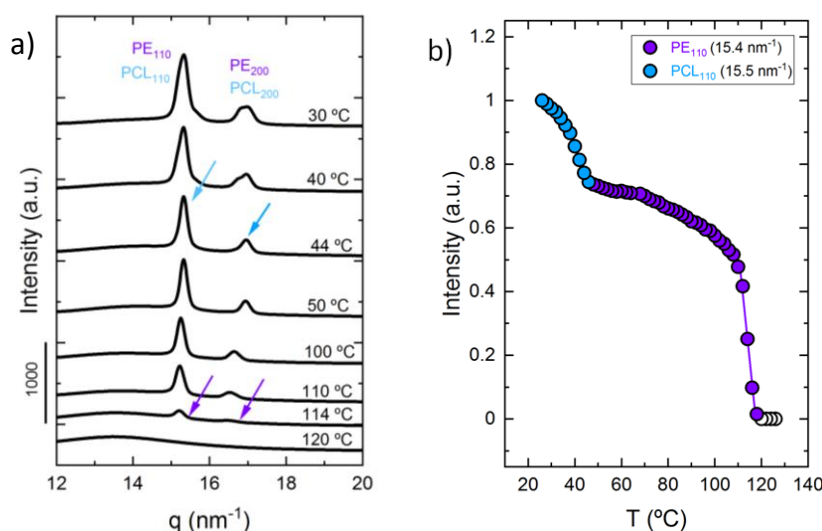 a)
PE110
PCL110
PE200
PCL200
30 ºC
40 ºC
44 ºC
50 ºC
100 ºC
110 ºC
114 ºC
120 ºC
1000
Intensity (a.u.)
12 14 16 18 20
q (nm-1)
b)
PE110 (15.4 nm-1)
PCL110 (15.5 nm-1)
1.2
1
0.8
0.6
0.4
0.2
0
Intensity (a.u.)
20 40 60 80 100 120 140
T (ºC)